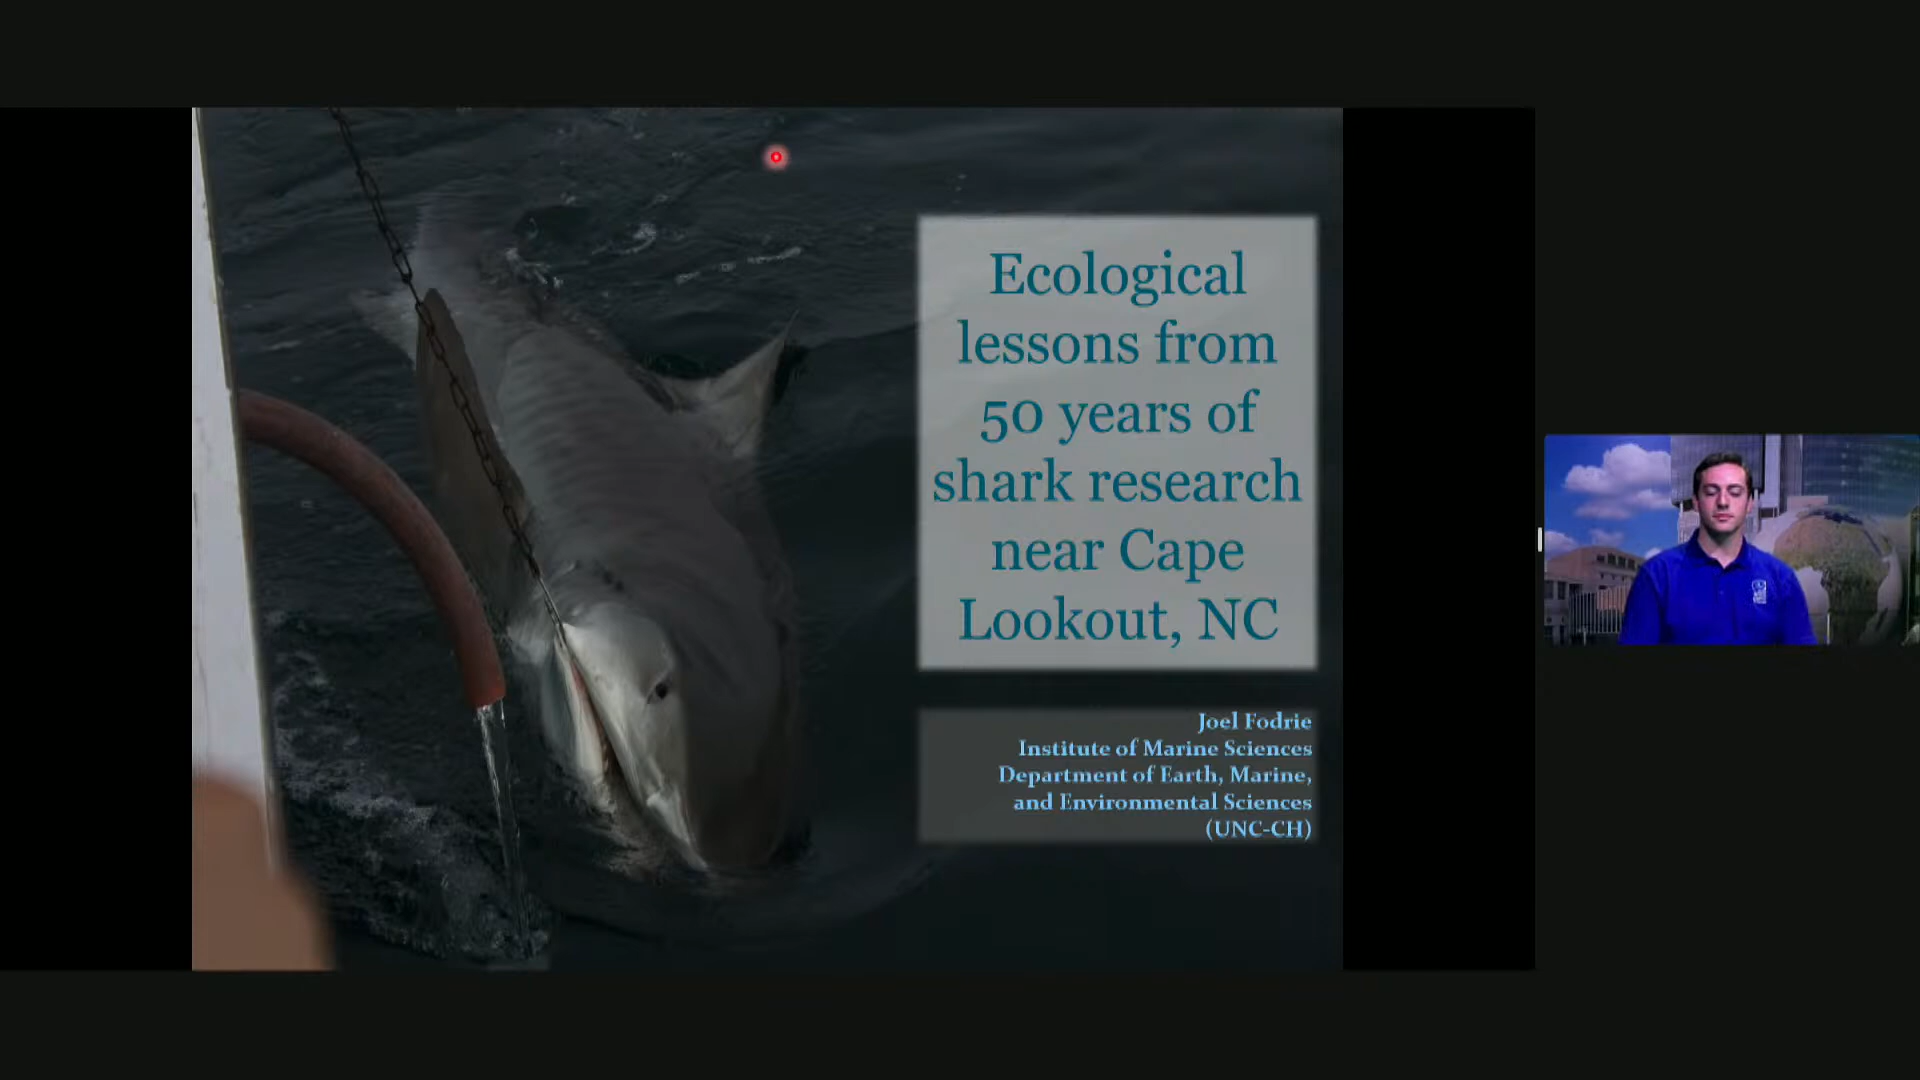 Ecological
lessons from
50 years of
shark research
near Cape
Lookout, NC
Joel Fodrie
Institute of Marine Sciences
Department of Earth, Marine,
and Environmental Sciences
(UNC-CH)